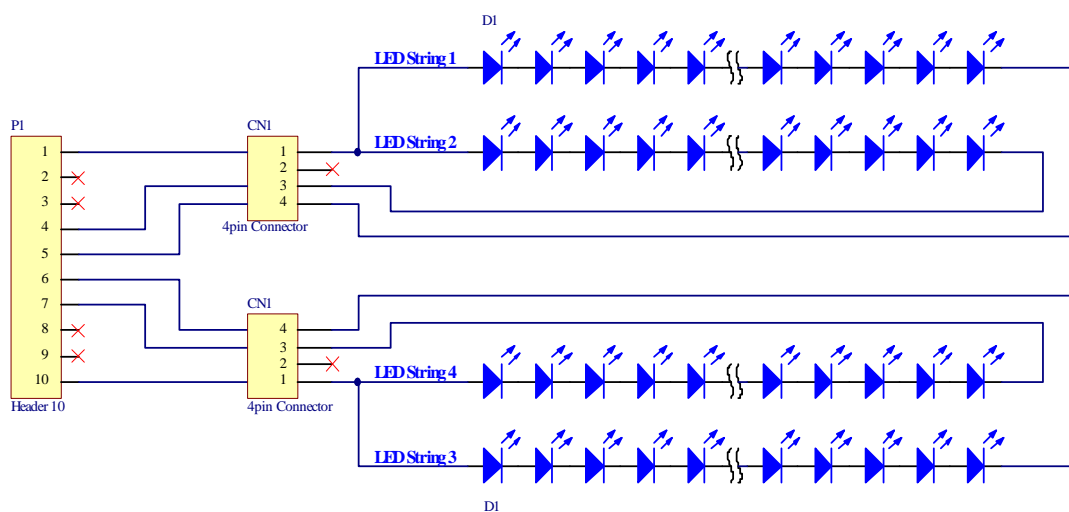 D1
LED String 1
P1
CN1
LED String 2
1
2
3
4
5
6
7
8
9
10
Header 10
1
2
3
4
4pin Connector
CN1
4
3
2
1
4pin Connector
LED String 4
LED String 3
D1